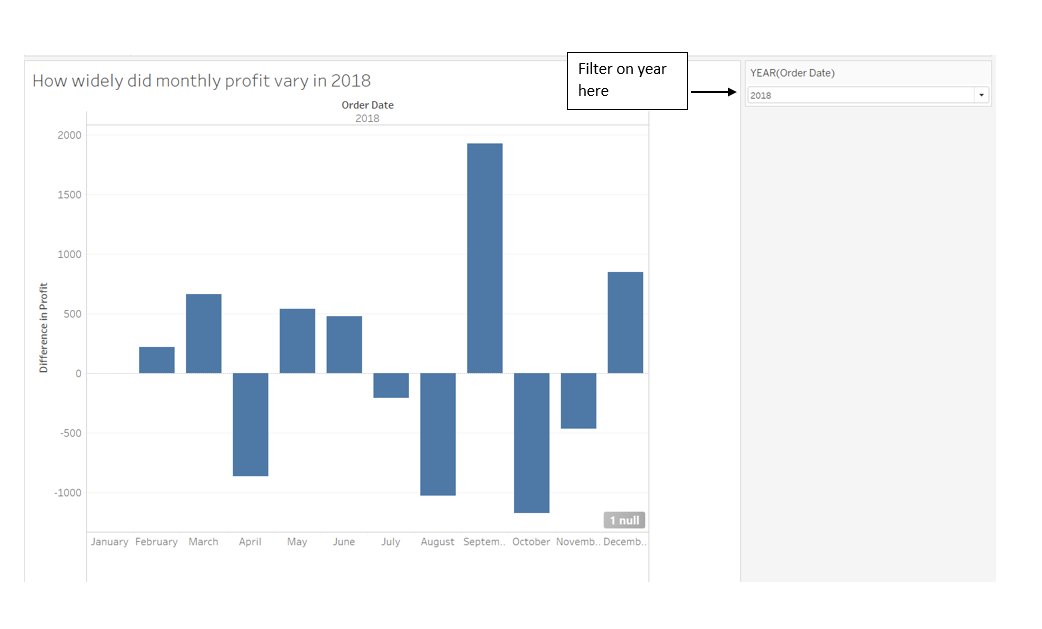 Filter on year
here
YEAR(Order Date)
2018
How widely did monthly profit vary in 2018
Order Date
2018
Difference in Profit
2000
1500
1000
500
0
-500
-1000
1 null
January February March April May June July August Septem.. October Novemb.. Decemb..